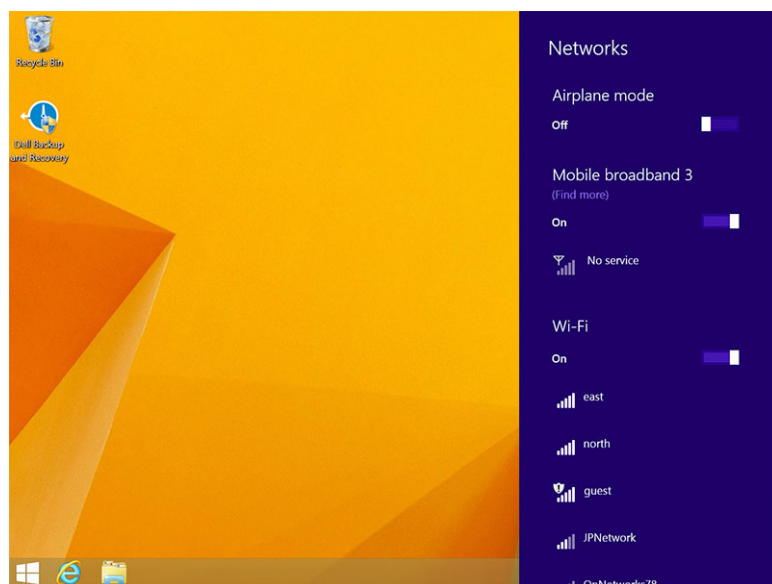 Recycle Bin
Dell Backup
and Recovery
Networks
Airplane mode
Off
Mobile broadband 3
(Find more)
On
No service
Wi-Fi
On
east
north
guest
JPNetwork